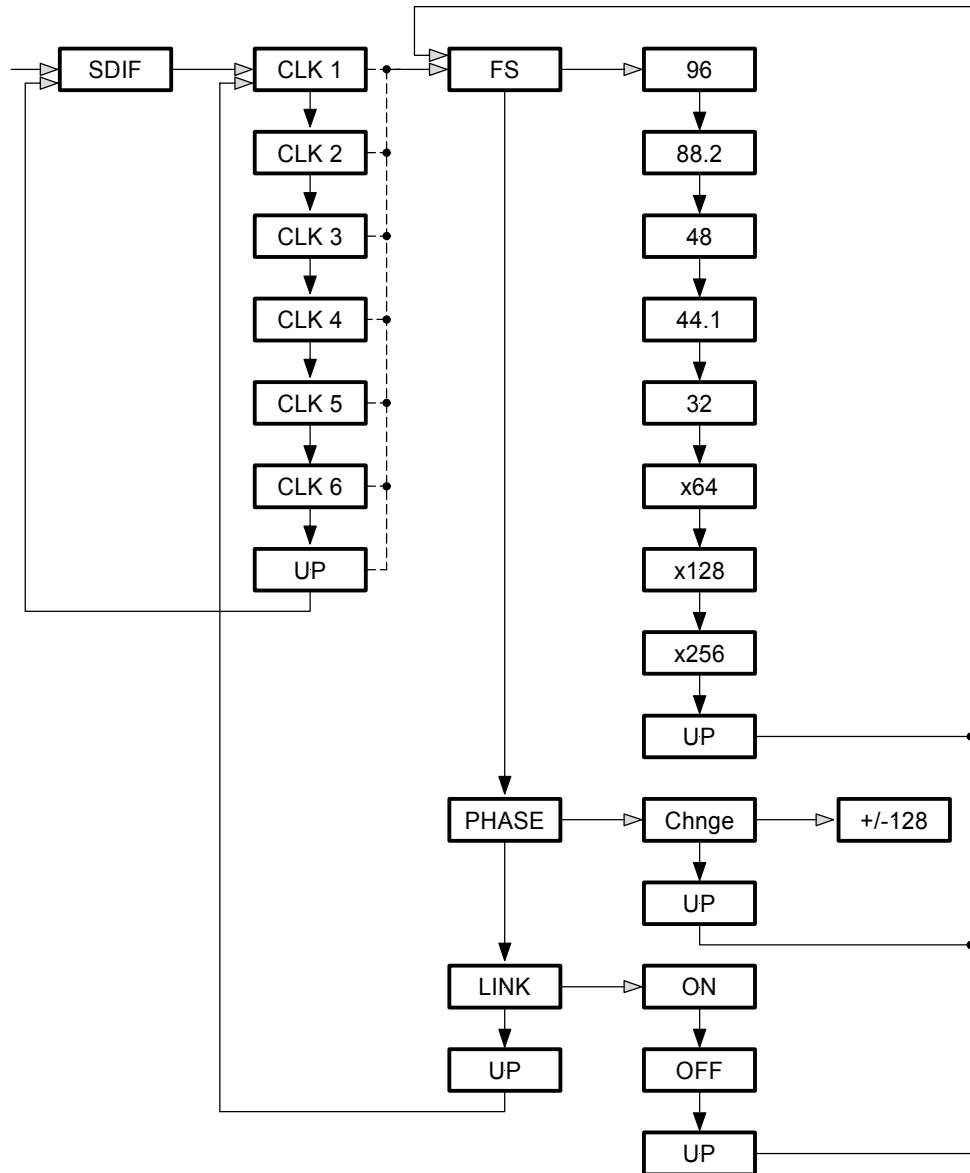 SDIF
CLK 1
FS
96
CLK 2
88.2
CLK 3
48
CLK 4
44.1
CLK 5
32
CLK 6
x64
UP
x128
x256
UP
PHASE
Chnge
+/-128
UP
LINK
ON
UP
OFF
UP